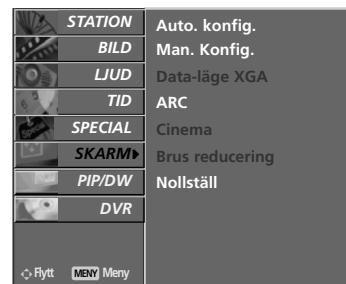 STATION
BILD
LJUD
TID
SPECIAL
SKARM
PIP/DW
DVR
Flytt MENY Meny
Auto. konfig.
Man. Konfig.
Data-läge XGA
ARC
Cinema
Brus reducering
Nollställ